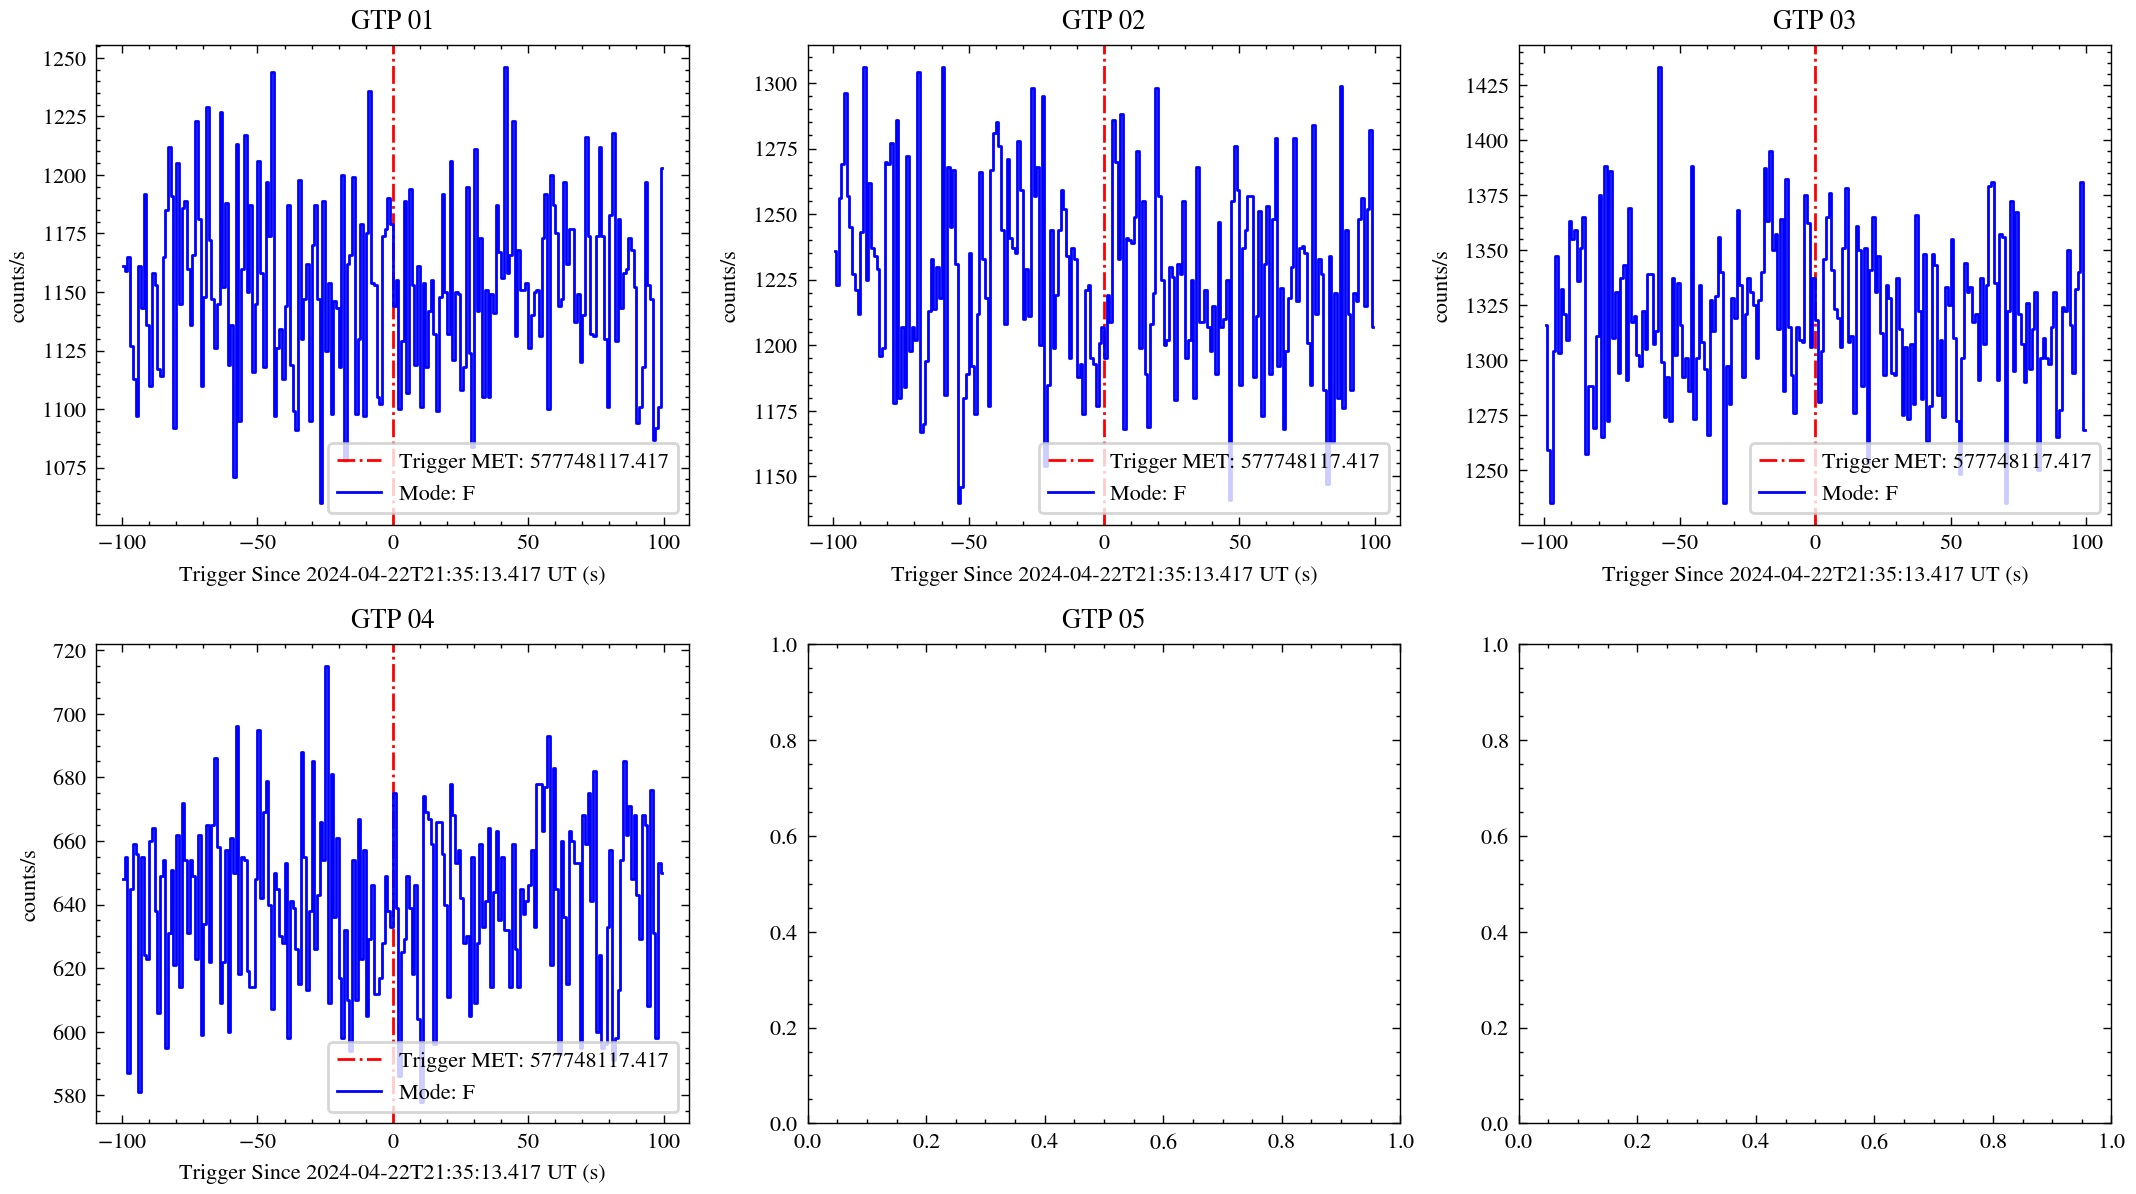 GTP 01
GTP 02
GTP 03
1250
1225
1200
1175
1150
1125
1100
1075
counts/s
Trigger MET: 577748117.417
Mode: F
−100 −50 0 50 100
Trigger Since 2024-04-22T21:35:13.417 UT (s)
1300
1275
1250
1225
1200
1175
1150
counts/s
Trigger MET: 577748117.417
Mode: F
−100 −50 0 50 100
Trigger Since 2024-04-22T21:35:13.417 UT (s)
1425
1400
1375
1350
1325
1300
1275
1250
counts/s
Trigger MET: 577748117.417
Mode: F
−100 −50 0 50 100
Trigger Since 2024-04-22T21:35:13.417 UT (s)
GTP 04
GTP 05
720
700
680
660
640
620
600
580
counts/s
Trigger MET: 577748117.417
Mode: F
−100 −50 0 50 100
Trigger Since 2024-04-22T21:35:13.417 UT (s)
1.0
0.8
0.6
0.4
0.2
0.0
0.0 0.2 0.4 0.6 0.8 1.0
1.0
0.8
0.6
0.4
0.2
0.0
0.0 0.2 0.4 0.6 0.8 1.0